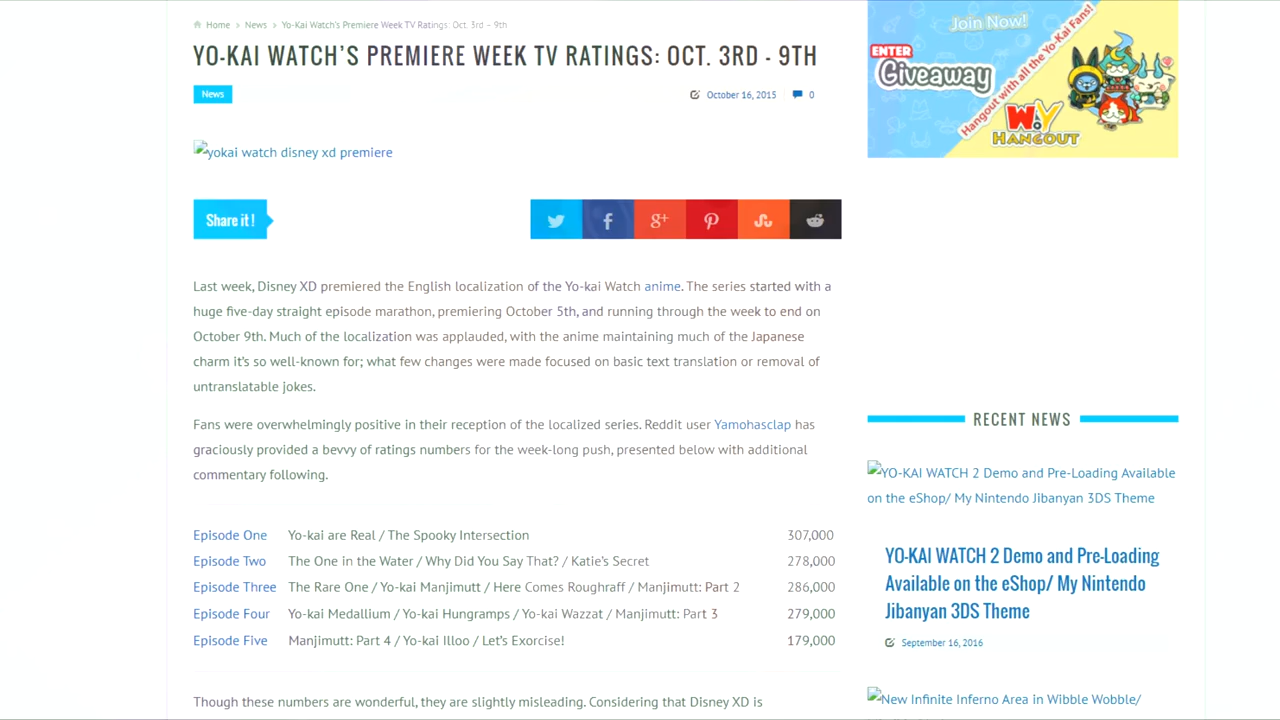 Home > News > Yo-Kai Watch's Premiere Week TV Ratings: Oct. 3rd – 9th
YO-KAI WATCH'S PREMIERE WEEK TV RATINGS: OCT. 3RD - 9TH
News
October 16, 2015
0
yokai watch disney xd premiere
Share it !
Last week, Disney XD premiered the English localization of the Yo-kai Watch anime. The series started with a
huge five-day straight episode marathon, premiering October 5th, and running through the week to end on
October 9th. Much of the localization was applauded, with the anime maintaining much of the Japanese
charm it's so well-known for; what few changes were made focused on basic text translation or removal of
untranslatable jokes.
Fans were overwhelmingly positive in their reception of the localized series. Reddit user Yamohasclap has
graciously provided a bevvy of ratings numbers for the week-long push, presented below with additional
commentary following.
Episode One Yo-kai are Real / The Spooky Intersection 307,000
Episode Two The One in the Water / Why Did You Say That? / Katie's Secret 278,000
Episode Three The Rare One / Yo-kai Manjimutt / Here Comes Roughraff / Manjimutt: Part 2 286,000
Episode Four Yo-kai Medallium / Yo-kai Hungramps / Yo-kai Wazzat / Manjimutt: Part 3 279,000
Episode Five Manjimutt: Part 4 / Yo-kai Illoo / Let's Exorcise! 179,000
Though these numbers are wonderful, they are slightly misleading. Considering that Disney XD is
Join Now!
ENTER
Giveaway
Hangout with all the Yo-Kai Fans!
WoY
HANGOUT
RECENT NEWS
YO-KAI WATCH 2 Demo and Pre-Loading Available
on the eShop/ My Nintendo Jibanyan 3DS Theme
YO-KAI WATCH 2 Demo and Pre-Loading
Available on the eShop/ My Nintendo
Jibanyan 3DS Theme
September 16, 2016
New Infinite Inferno Area in Wibble Wobble/